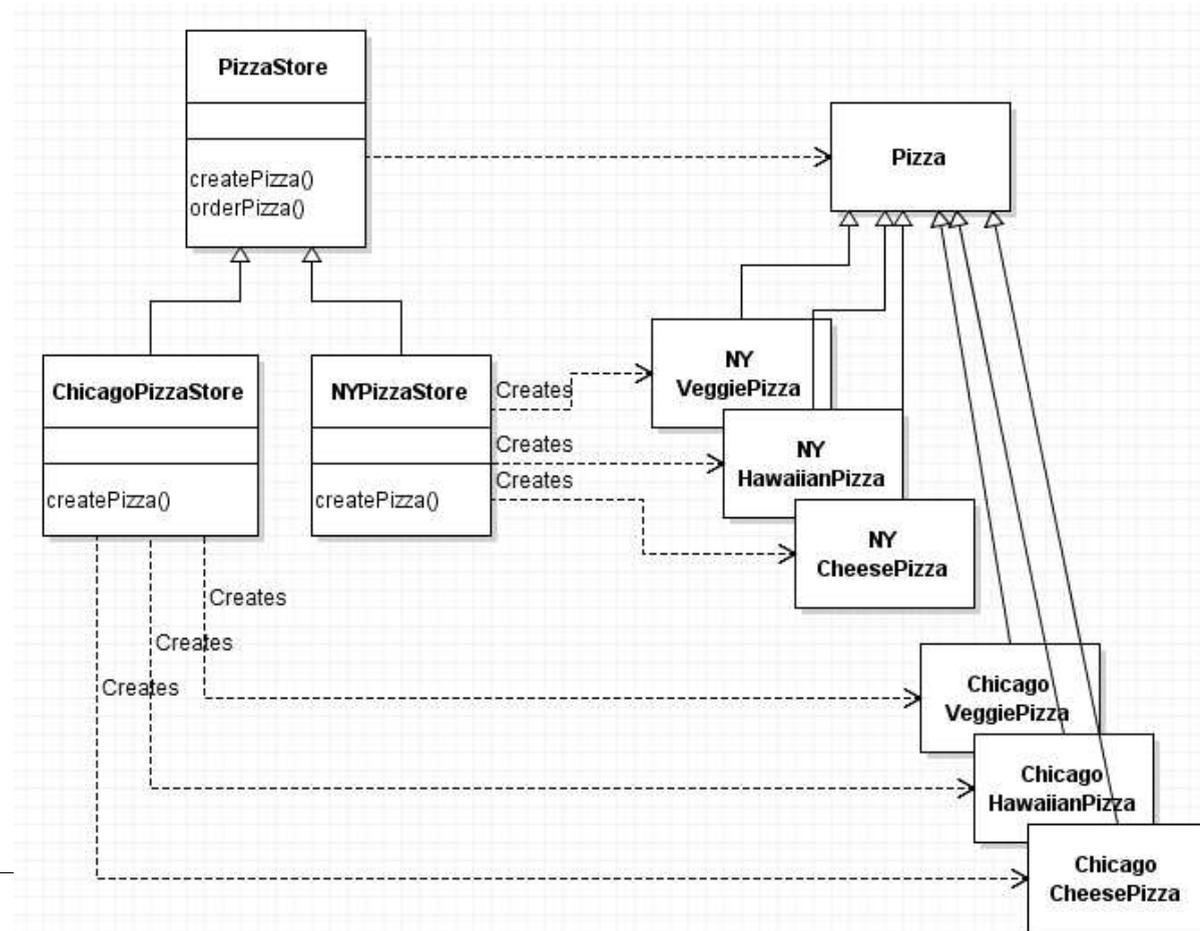 PizzaStore
createPizza()
orderPizza()
Pizza
ChicagoPizzaStore
createPizza()
NYPizzaStore
createPizza()
Creates
Creates
Creates
NY
VeggiePizza
NY
HawaiianPizza
NY
CheesePizza
Creates
Creates
Creates
Chicago
VeggiePizza
Chicago
HawaiianPizza
Chicago
CheesePizza